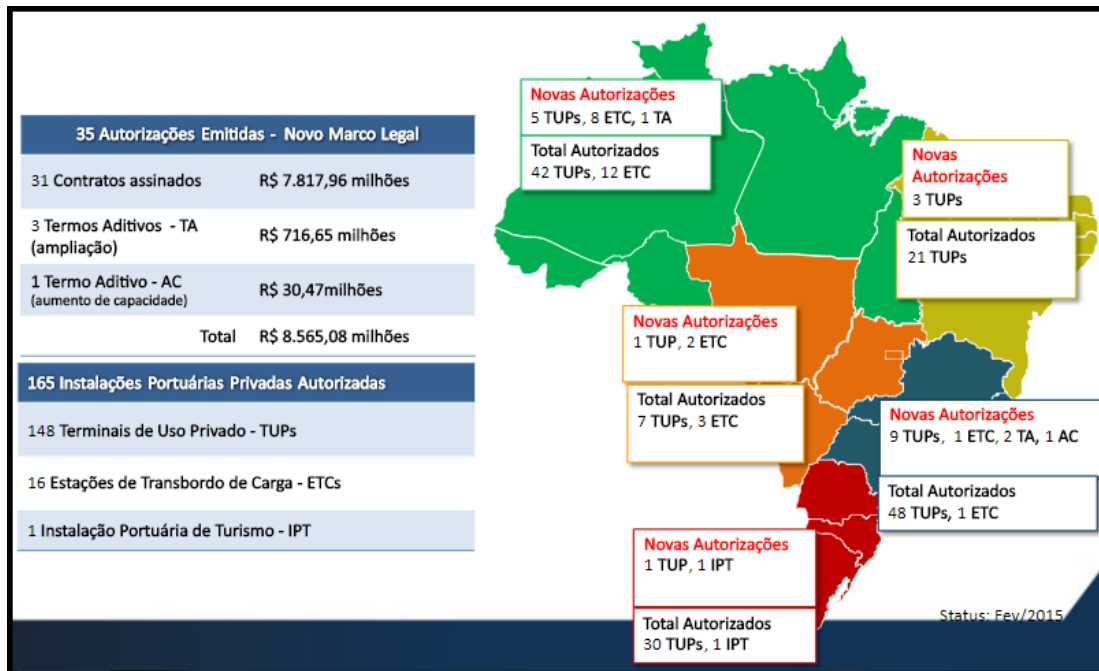 35 Autorizações Emitidas - Novo Marco Legal
31 Contratos assinados R$ 7.817,96 milhões
3 Termos Aditivos - TA
(ampliação) R$ 716,65 milhões
1 Termo Aditivo - AC
(aumento de capacidade) R$ 30,47milhões
Total R$ 8.565,08 milhões
165 Instalações Portuárias Privadas Autorizadas
148 Terminais de Uso Privado - TUPs
16 Estações de Transbordo de Carga - ETCs
1 Instalação Portuária de Turismo - IPT
Novas Autorizações
5 TUPs, 8 ETC, 1 TA
Total Autorizados
42 TUPs, 12 ETC
Novas
Autorizações
3 TUPs
Total Autorizados
21 TUPs
Novas Autorizações
1 TUP, 2 ETC
Total Autorizados
7 TUPs, 3 ETC
Novas Autorizações
9 TUPs, 1 ETC, 2 TA, 1 AC
Total Autorizados
48 TUPs, 1 ETC
Novas Autorizações
1 TUP, 1 IPT
Total Autorizados
30 TUPs, 1 IPT
Status: Fev/2015